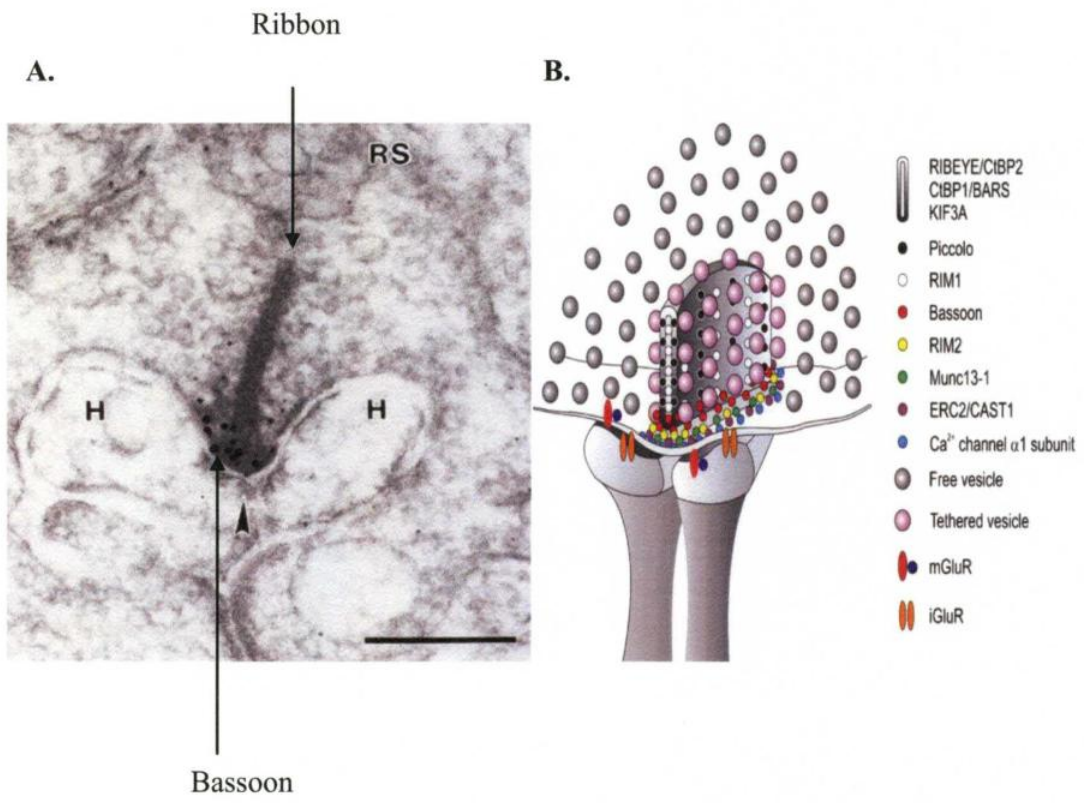 Ribbon
A.
B.
RS
H
H
Bassoon
RIBEYE/CtBP2
CtBP1/BARS
KIF3A
Piccolo
RIM1
Bassoon
RIM2
Munc13-1
ERC2/CAST1
Ca²⁺ channel α1 subunit
Free vesicle
Tethered vesicle
mGluR
iGluR